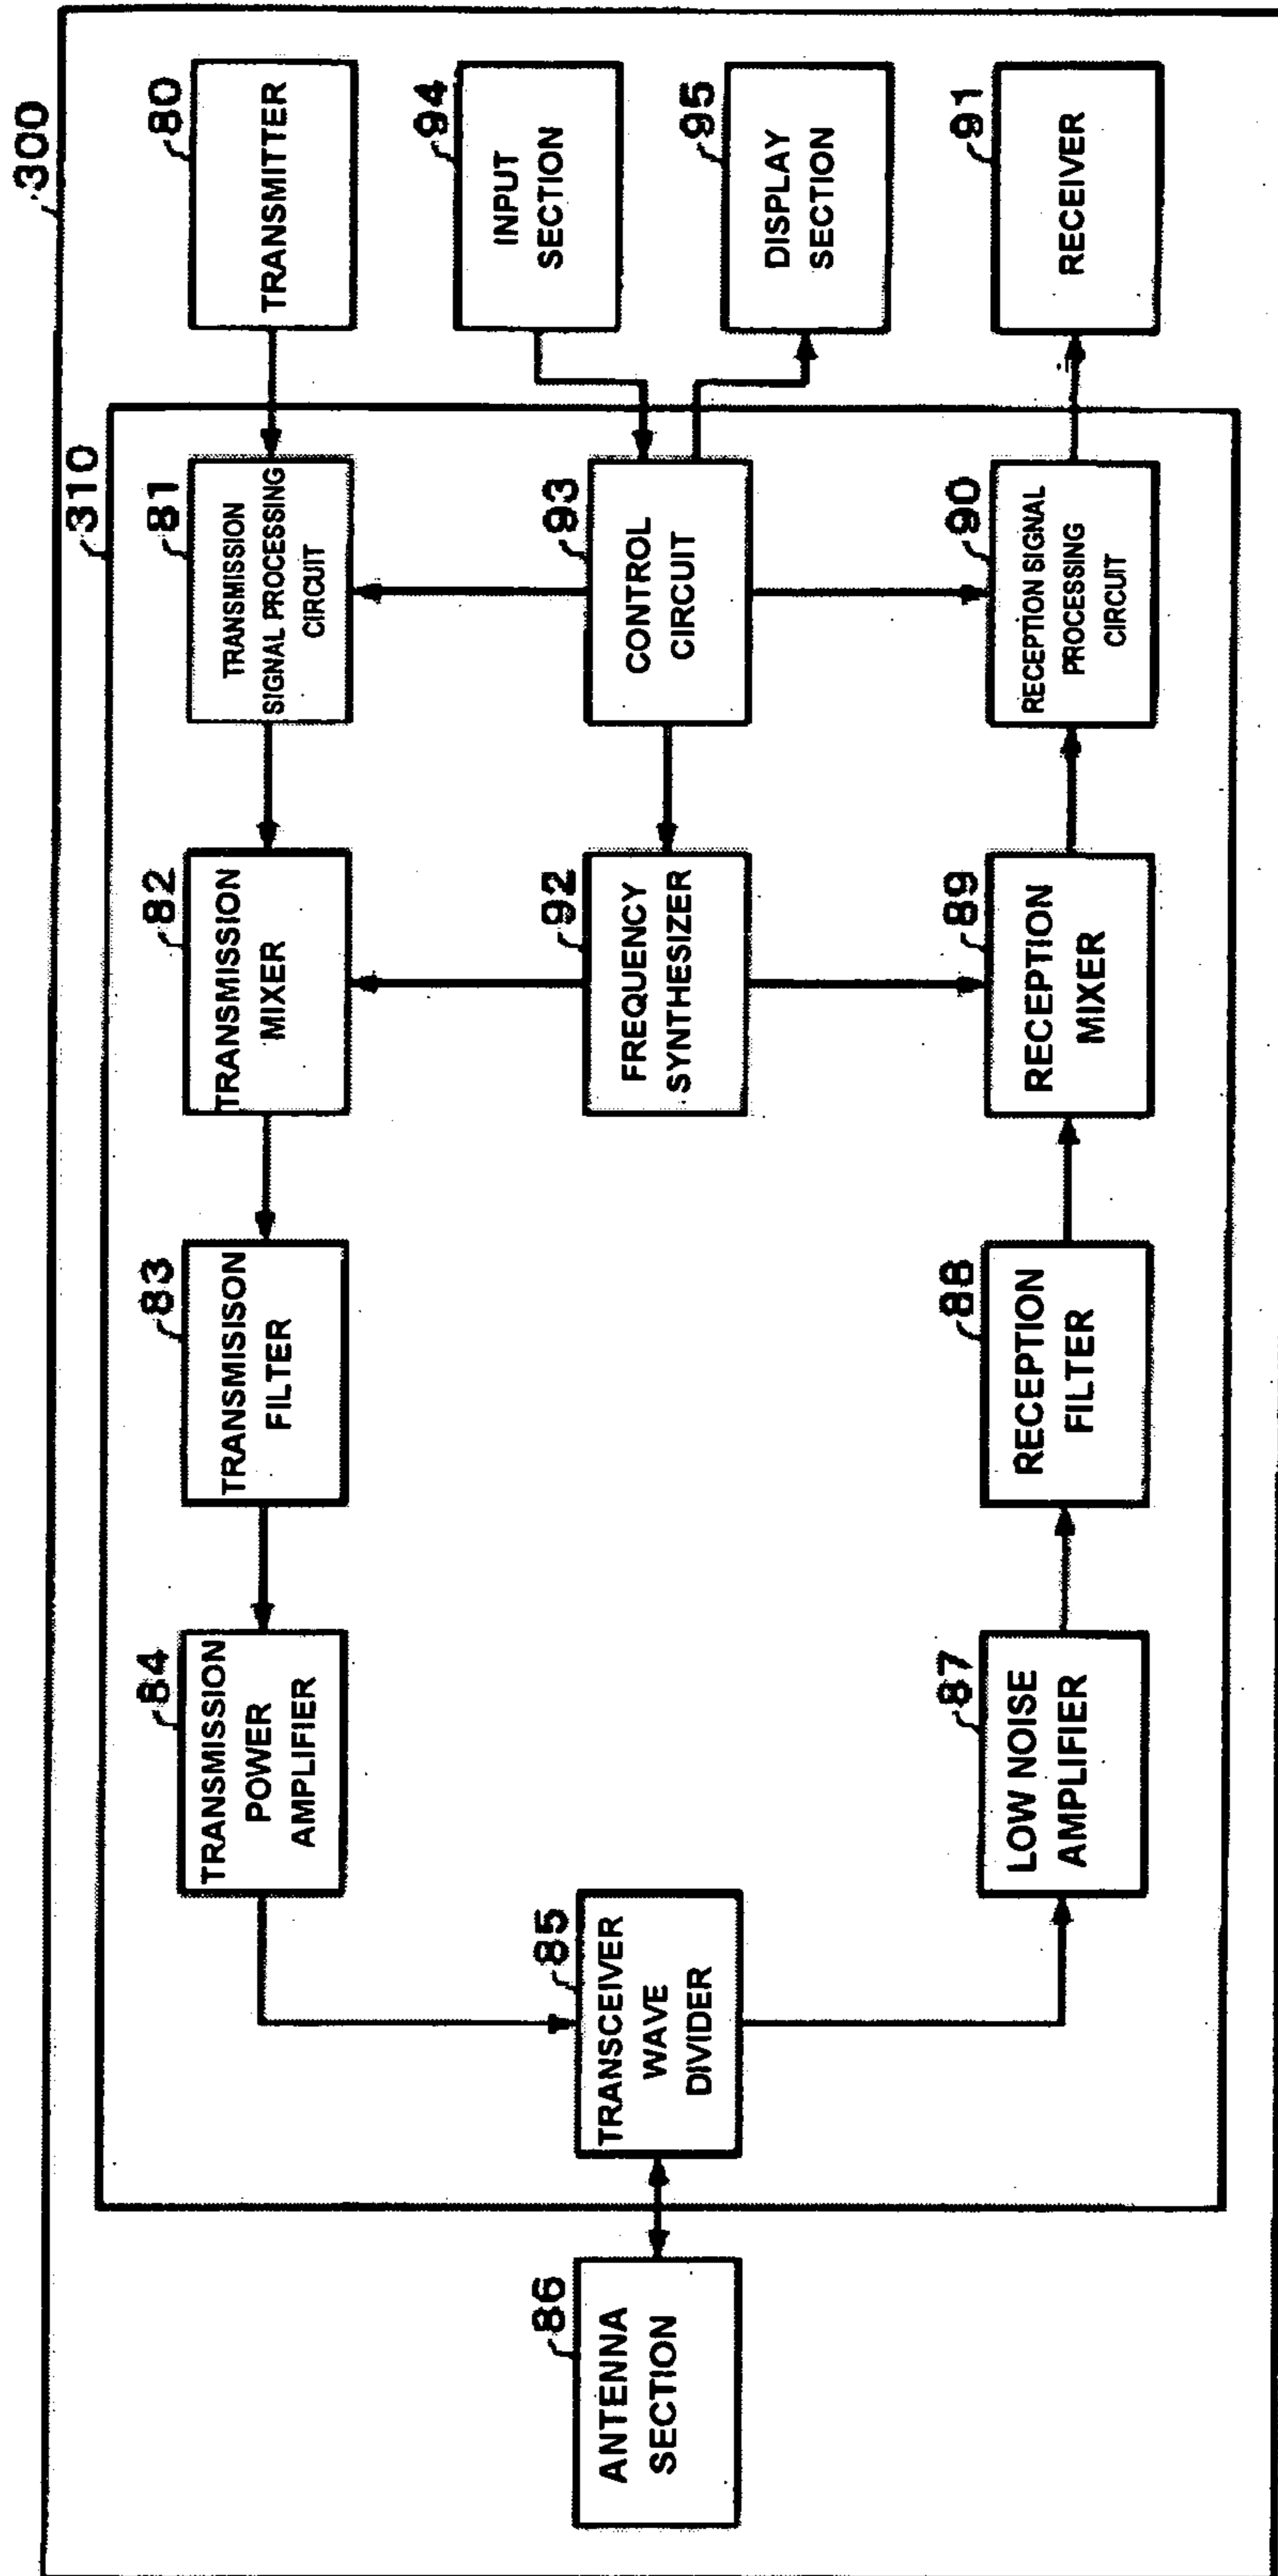 300
310
86
ANTENNA
SECTION
84
TRANSMISSION
POWER
AMPLIFIER
83
TRANSMISISON
FILTER
82
TRANSMISSION
MIXER
81
TRANSMISSION
SIGNAL PROCESSING
CIRCUIT
80
TRANSMITTER
94
INPUT
SECTION
85
TRANSCEIVER
WAVE
DIVIDER
92
FREQUENCY
SYNTHESIZER
93
CONTROL
CIRCUIT
95
DISPLAY
SECTION
87
LOW NOISE
AMPLIFIER
88
RECEPTION
FILTER
89
RECEPTION
MIXER
90
RECEPTION SIGNAL
PROCESSING
CIRCUIT
91
RECEIVER